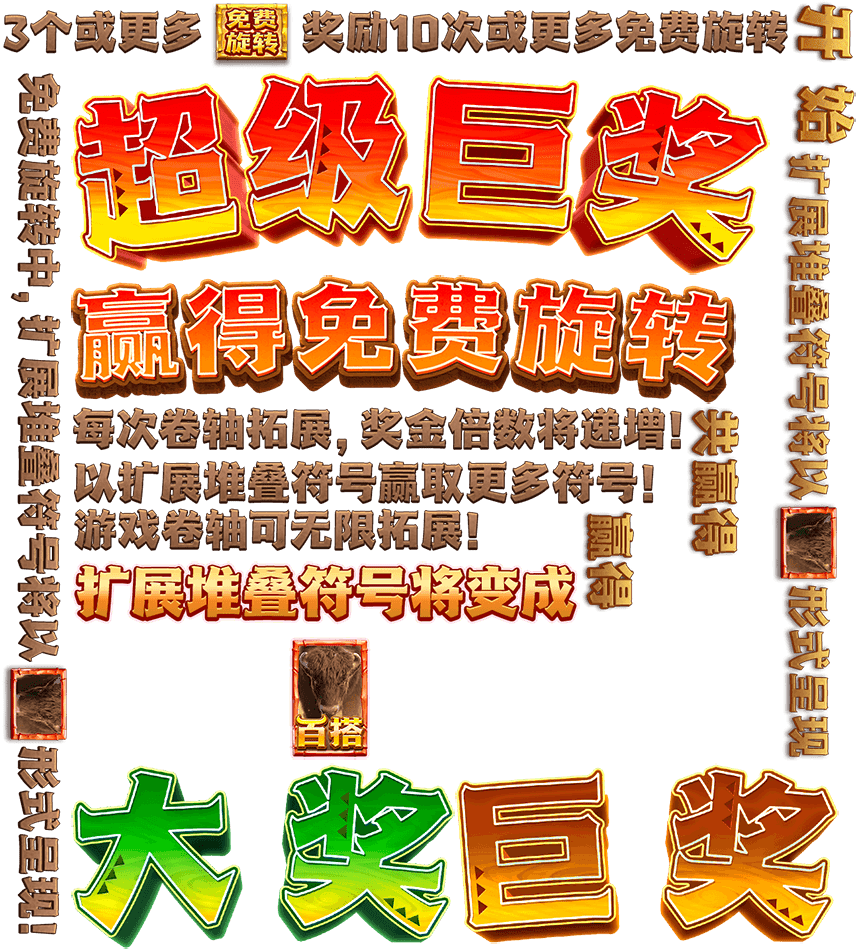 3个或更多 免费旋转 奖励10次或更多免费旋转
开始
免费旋转中,扩展堆叠符号将以 形式呈现!
扩展堆叠符号将以 形式呈现
超级巨奖
赢得免费旋转
每次卷轴拓展,奖金倍数将递增!
以扩展堆叠符号赢取更多符号!
游戏卷轴可无限拓展!
共赢得
赢得
扩展堆叠符号将变成
百搭
大奖 巨奖